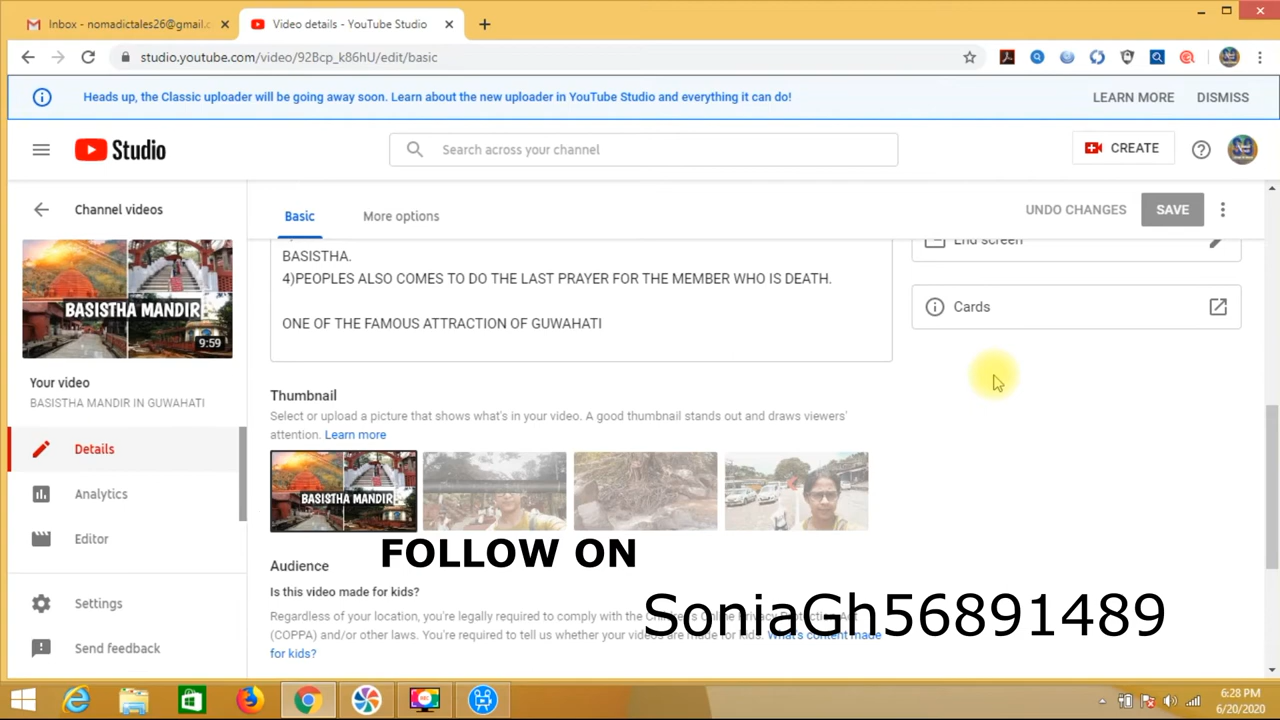 Inbox - nomadictales26@gmail.c
Video details - YouTube Studio
studio.youtube.com/video/92Bcp_k86hU/edit/basic
Heads up, the Classic uploader will be going away soon. Learn about the new uploader in YouTube Studio and everything it can do!
LEARN MORE
DISMISS
Studio
Search across your channel
CREATE
Channel videos
Basic
More options
UNDO CHANGES
SAVE
BASISTHA MANDIR
9:59
Your video
BASISTHA MANDIR IN GUWAHATI
Details
Analytics
Editor
Settings
Send feedback
BASISTHA.
4)PEOPLES ALSO COMES TO DO THE LAST PRAYER FOR THE MEMBER WHO IS DEATH.
ONE OF THE FAMOUS ATTRACTION OF GUWAHATI
End screen
Cards
Thumbnail
Select or upload a picture that shows what's in your video. A good thumbnail stands out and draws viewers'
attention. Learn more
BASISTHA MANDIR
FOLLOW ON
SoniaGh56891489
Audience
Is this video made for kids?
Regardless of your location, you're legally required to comply with the Children's Online Privacy Protection Act
(COPPA) and/or other laws. You're required to tell us whether your videos are made for kids. What's content made
for kids?
6:28 PM
6/20/2020